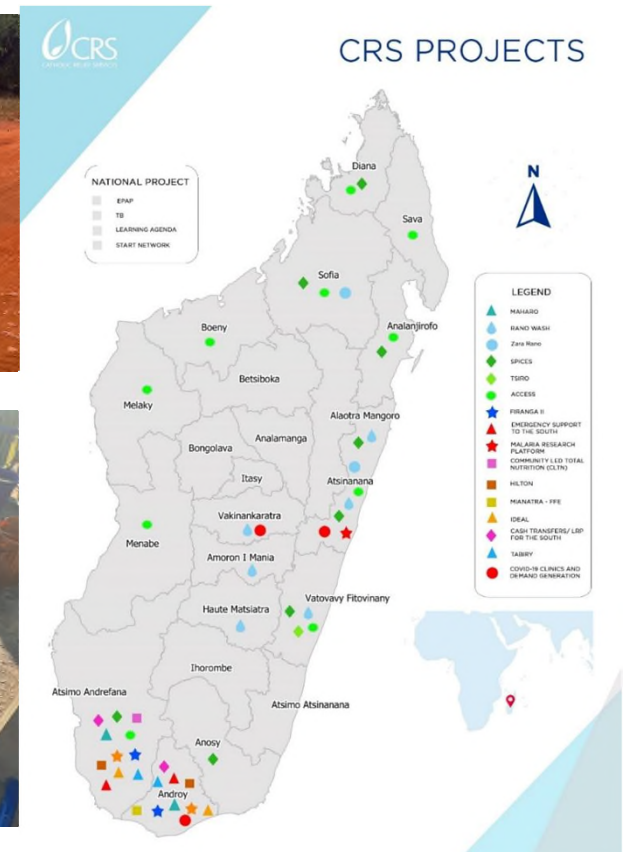 CRS
CATHOLIC RELIEF SERVICES
CRS PROJECTS
NATIONAL PROJECT
EPAP
TB
LEARNING AGENDA
START NETWORK
N
Diana
Sava
Sofia
Boeny
Analanjirofo
Betsiboka
Melaky
Alaotra Mangoro
Analamanga
Bongolava
Itasy
Atsinanana
Vakinankaratra
Menabe
Amoron I Mania
Vatovavy Fitovinany
Haute Matsiatra
Ihorombe
Atsimo Andrefana
Atsimo Atsinanana
Anosy
Androy
LEGEND
MAHARO
RANO WASH
Zara Mano
SPICES
TSIRO
ACCESS
FIRANGA II
EMERGENCY SUPPORT
TO THE SOUTH
MALARIA RESEARCH
PLATFORM
COMMUNITY LED TOTAL
NUTRITION (CLTN)
HILTON
MIANATRA - FFE
IDEAL
CASH TRANSFERS/ LRP
FOR THE SOUTH
TABIRY
COVID-19 CLINICS AND
DEMAND GENERATION